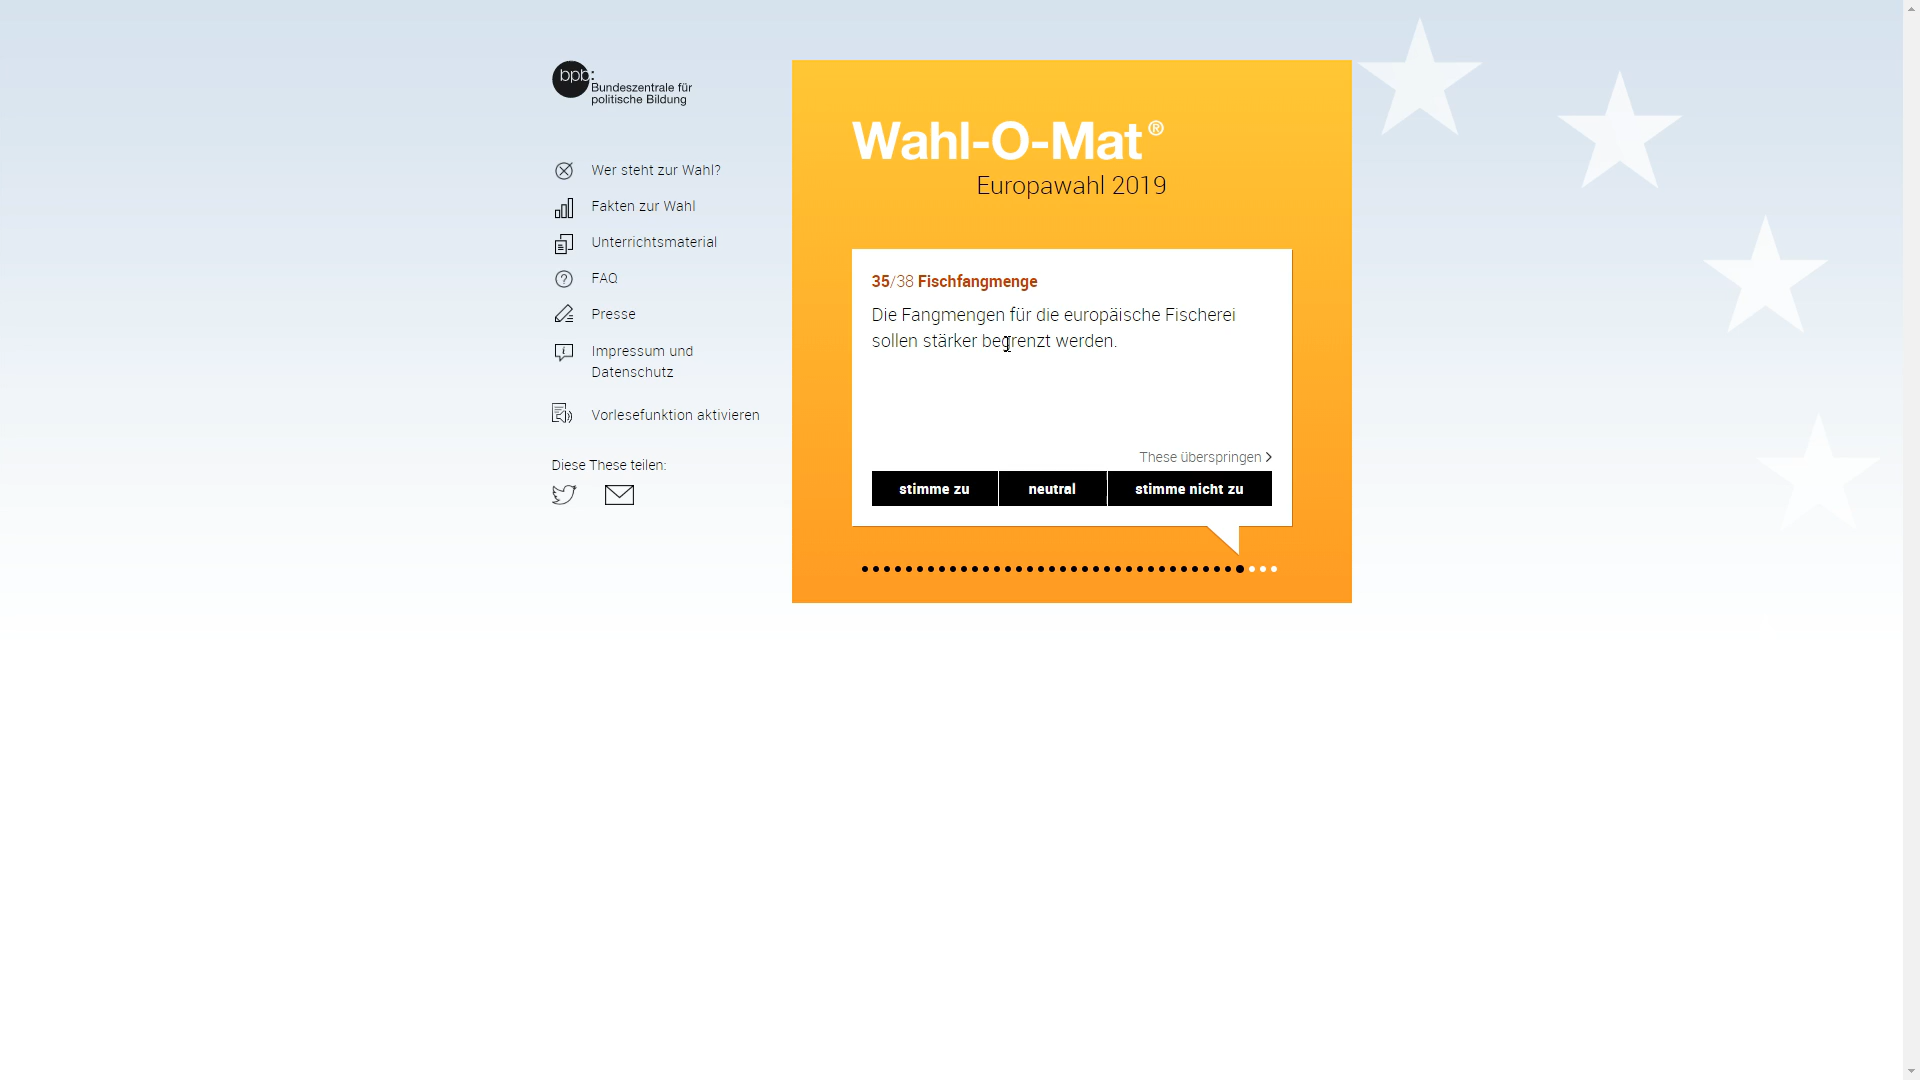 bpb:
Bundeszentrale für
politische Bildung
Wer steht zur Wahl?
Fakten zur Wahl
Unterrichtsmaterial
FAQ
Presse
Impressum und
Datenschutz
Vorlesefunktion aktivieren
Diese These teilen:
Wahl-O-Mat®
Europawahl 2019
35/38 Fischfangmenge
Die Fangmengen für die europäische Fischerei
sollen stärker begrenzt werden.
These überspringen
stimme zu
neutral
stimme nicht zu